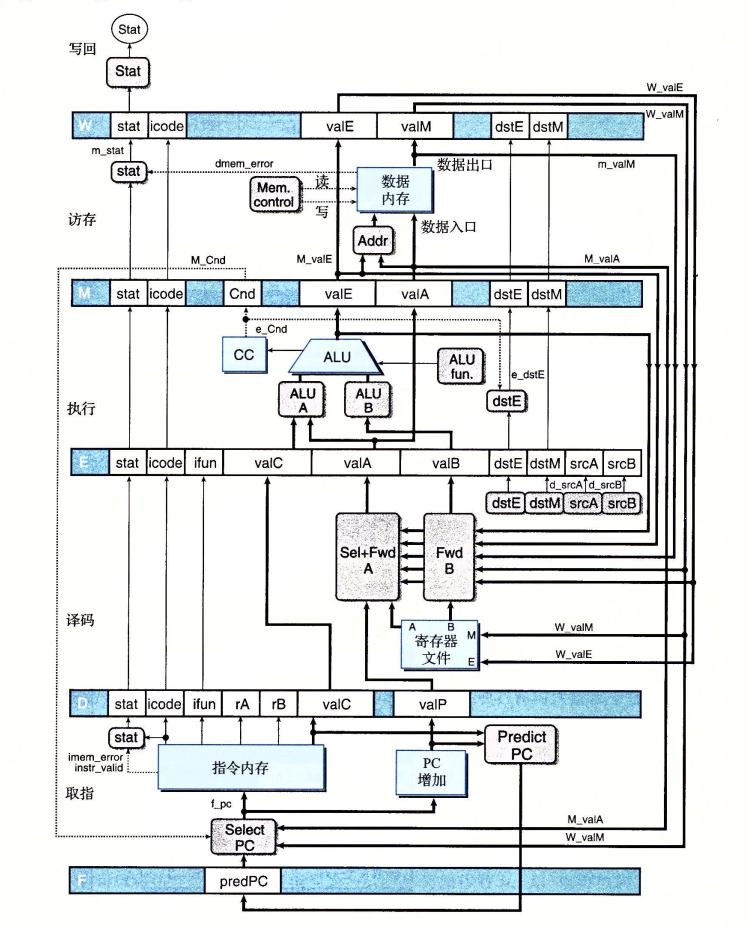 Stat
写回
Stat
W_valE
W stat icode valE valM dstE dstM
W_valM
m_stat
dmem_error
数据出口
m_valM
stat
Mem.
control
读
写
数据
内存
访存
数据入口
Addr
M_Cnd
M_valE
M_valA
M stat icode Cnd valE valA dstE dstM
e_Cnd
CC
ALU
ALU
fun.
e_dstE
ALU
A
ALU
B
dstE
执行
E stat icode ifun valC valA valB dstE dstM srcA srcB
d_srcA d_srcB
dstE dstM srcA srcB
Sel+Fwd
A
Fwd
B
译码
A B
M
寄存器
文件
E
W_valM
W_valE
D stat icode ifun rA rB valC valP
stat
Predict
PC
imem_error
instr_valid
指令内存
PC
增加
取指
f_pc
M_valA
Select
PC
W_valM
F predPC